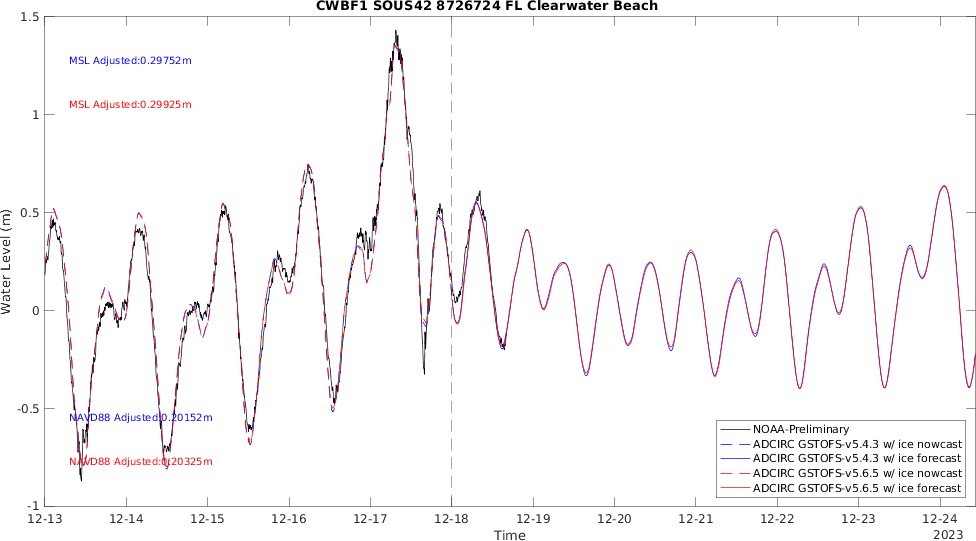 CWBF1 SOUS42 8726724 FL Clearwater Beach
1.5
1
0.5
0
-0.5
-1
Water Level (m)
MSL Adjusted:0.29752m
MSL Adjusted:0.29925m
NAVD88 Adjusted:0.20152m
NAVD88 Adjusted:0.20325m
NOAA-Preliminary
ADCIRC GSTOFS-v5.4.3 w/ ice nowcast
ADCIRC GSTOFS-v5.4.3 w/ ice forecast
ADCIRC GSTOFS-v5.6.5 w/ ice nowcast
ADCIRC GSTOFS-v5.6.5 w/ ice forecast
12-13 12-14 12-15 12-16 12-17 12-18 12-19 12-20 12-21 12-22 12-23 12-24
Time
2023